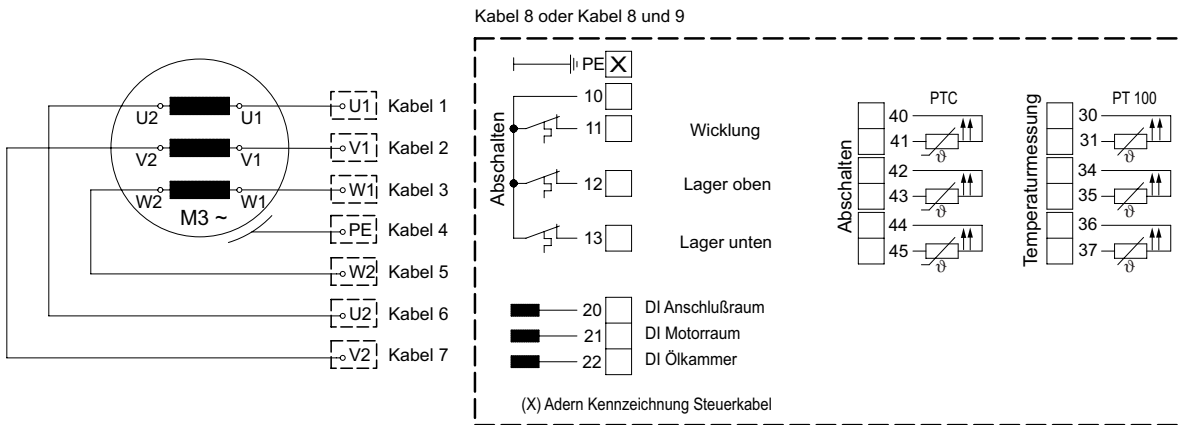 Kabel 8 oder Kabel 8 und 9
U2 U1 U1 Kabel 1
V2 V1 V1 Kabel 2
W2 W1 W1 Kabel 3
M3 ~ PE Kabel 4
W2 Kabel 5
U2 Kabel 6
V2 Kabel 7
PE X
Abschalten
10
11 Wicklung
12 Lager oben
13 Lager unten
20 DI Anschlußraum
21 DI Motorraum
22 DI Ölkammer
(X) Adern Kennzeichnung Steuerkabel
Abschalten
PTC
40
41
ϑ
42
43
ϑ
44
45
ϑ
Temperaturmessung
PT 100
30
31
ϑ
34
35
ϑ
36
37
ϑ